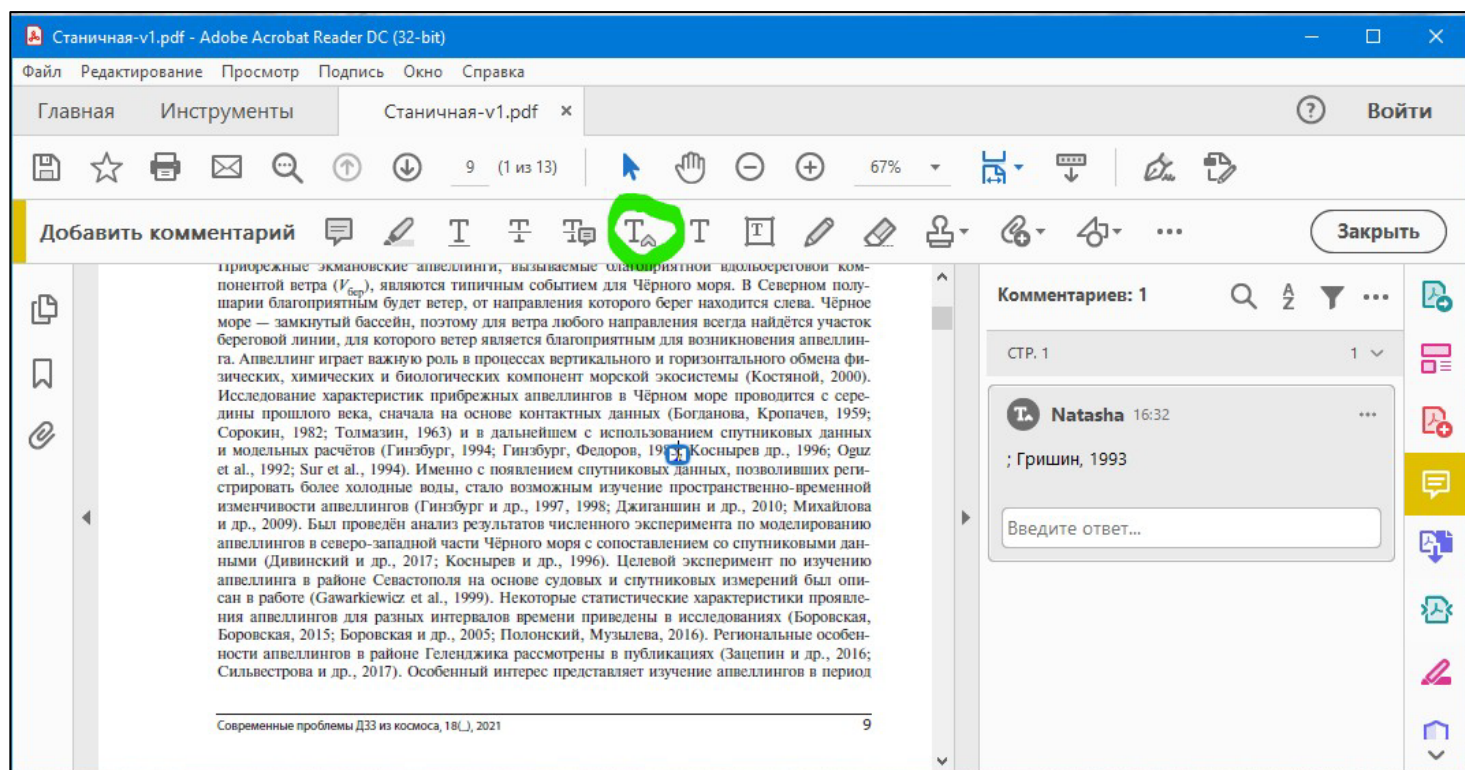 Станичная-v1.pdf - Adobe Acrobat Reader DC (32-bit)
Файл Редактирование Просмотр Подпись Окно Справка
Главная Инструменты Станичная-v1.pdf × ? Войти
9 (1 из 13) 67%
Добавить комментарий Закрыть
Прибрежные экмановские апвеллинги, вызываемые благоприятной вдольбереговой ком-
понентой ветра (Vбер), являются типичным событием для Чёрного моря. В Северном полу-
шарии благоприятным будет ветер, от направления которого берег находится слева. Чёрное
море — замкнутый бассейн, поэтому для ветра любого направления всегда найдётся участок
береговой линии, для которого ветер является благоприятным для возникновения апвеллин-
га. Апвеллинг играет важную роль в процессах вертикального и горизонтального обмена фи-
зических, химических и биологических компонент морской экосистемы (Костяной, 2000).
Исследование характеристик прибрежных апвеллингов в Чёрном море проводится с сере-
дины прошлого века, сначала на основе контактных данных (Богданова, Кропачев, 1959;
Сорокин, 1982; Толмазин, 1963) и в дальнейшем с использованием спутниковых данных
и модельных расчётов (Гинзбург, 1994; Гинзбург, Федоров, Коснырев др., 1996; Oguz
et al., 1992; Sur et al., 1994). Именно с появлением спутниковых данных, позволивших реги-
стрировать более холодные воды, стало возможным изучение пространственно-временной
изменчивости апвеллингов (Гинзбург и др., 1997, 1998; Джиганшин и др., 2010; Михайлова
и др., 2009). Был проведён анализ результатов численного эксперимента по моделированию
апвеллингов в северо-западной части Чёрного моря с сопоставлением со спутниковыми дан-
ными (Дивинский и др., 2017; Коснырев и др., 1996). Целевой эксперимент по изучению
апвеллинга в районе Севастополя на основе судовых и спутниковых измерений был опи-
сан в работе (Gawarkiewicz et al., 1999). Некоторые статистические характеристики проявле-
ния апвеллингов для разных интервалов времени приведены в исследованиях (Боровская,
Боровская, 2015; Боровская и др., 2005; Полонский, Музылева, 2016). Региональные особен-
ности апвеллингов в районе Геленджика рассмотрены в публикациях (Зацепин и др., 2016;
Сильвестрова и др., 2017). Особенный интерес представляет изучение апвеллингов в период
Современные проблемы ДЗЗ из космоса, 18(_), 2021 9
Комментариев: 1
СТР. 1 1
Natasha 16:32
; Гришин, 1993
Введите ответ...